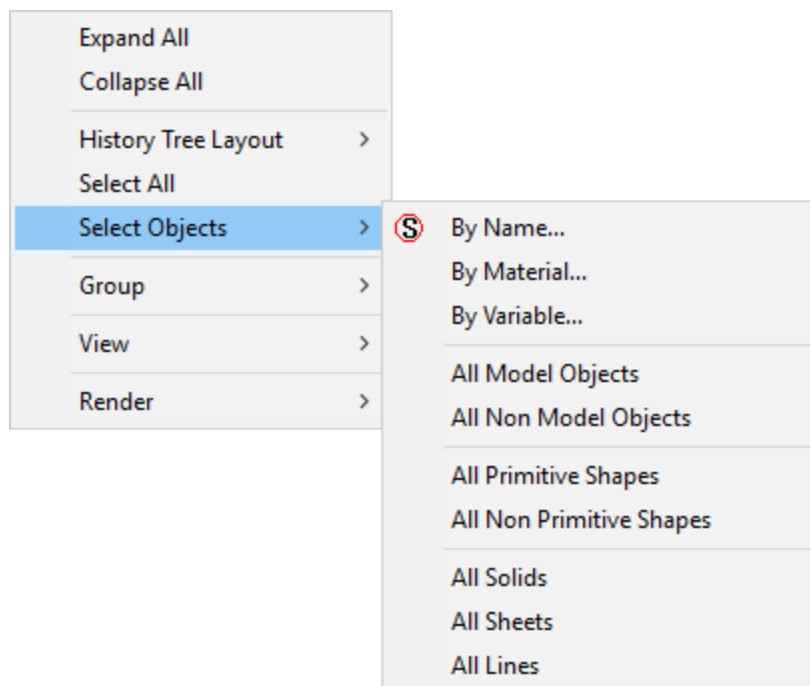 Expand All
Collapse All
History Tree Layout
Select All
Select Objects
Group
View
Render
S
By Name...
By Material...
By Variable...
All Model Objects
All Non Model Objects
All Primitive Shapes
All Non Primitive Shapes
All Solids
All Sheets
All Lines